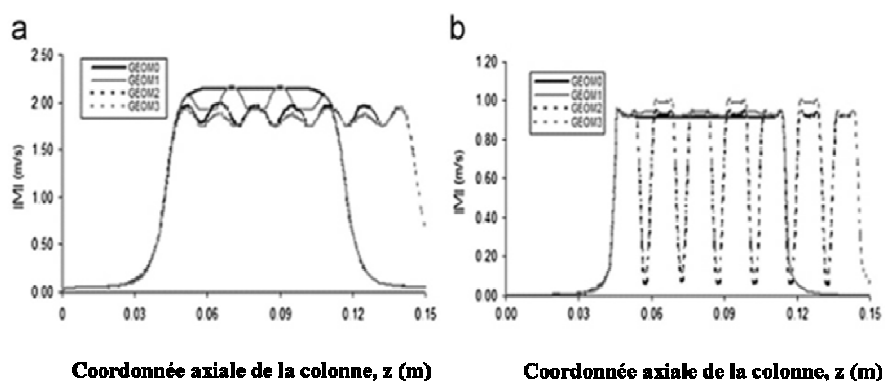 a
||V|| (m/s)
2.50
2.00
1.50
1.00
0.50
0.00
GEOM0
GEOM1
GEOM2
GEOM3
0 0.03 0.06 0.09 0.12 0.15
Coordonnée axiale de la colonne, z (m)
b
||V|| (m/s)
1.20
1.00
0.80
0.60
0.40
0.20
0.00
GEOM0
GEOM1
GEOM2
GEOM3
0.00 0.03 0.06 0.09 0.12 0.15
Coordonnée axiale de la colonne, z (m)